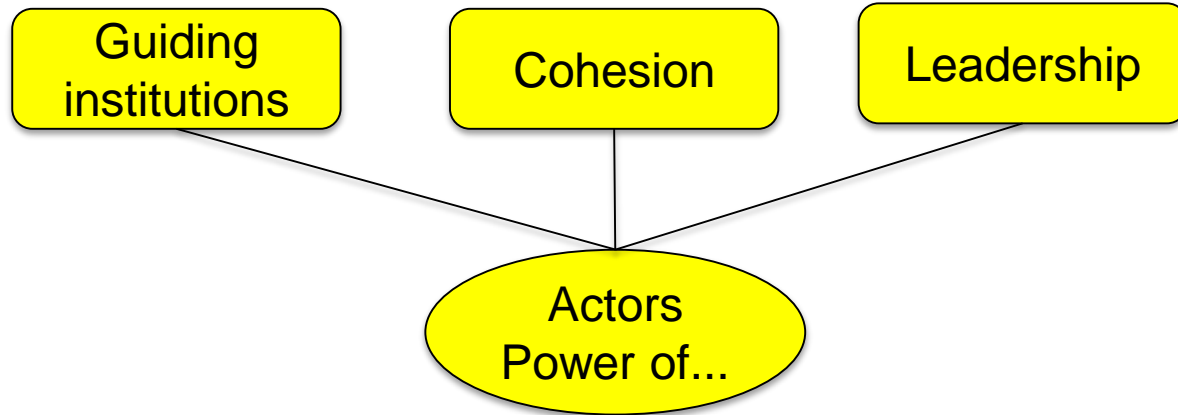 Guiding
institutions
Cohesion
Leadership
Actors
Power of...